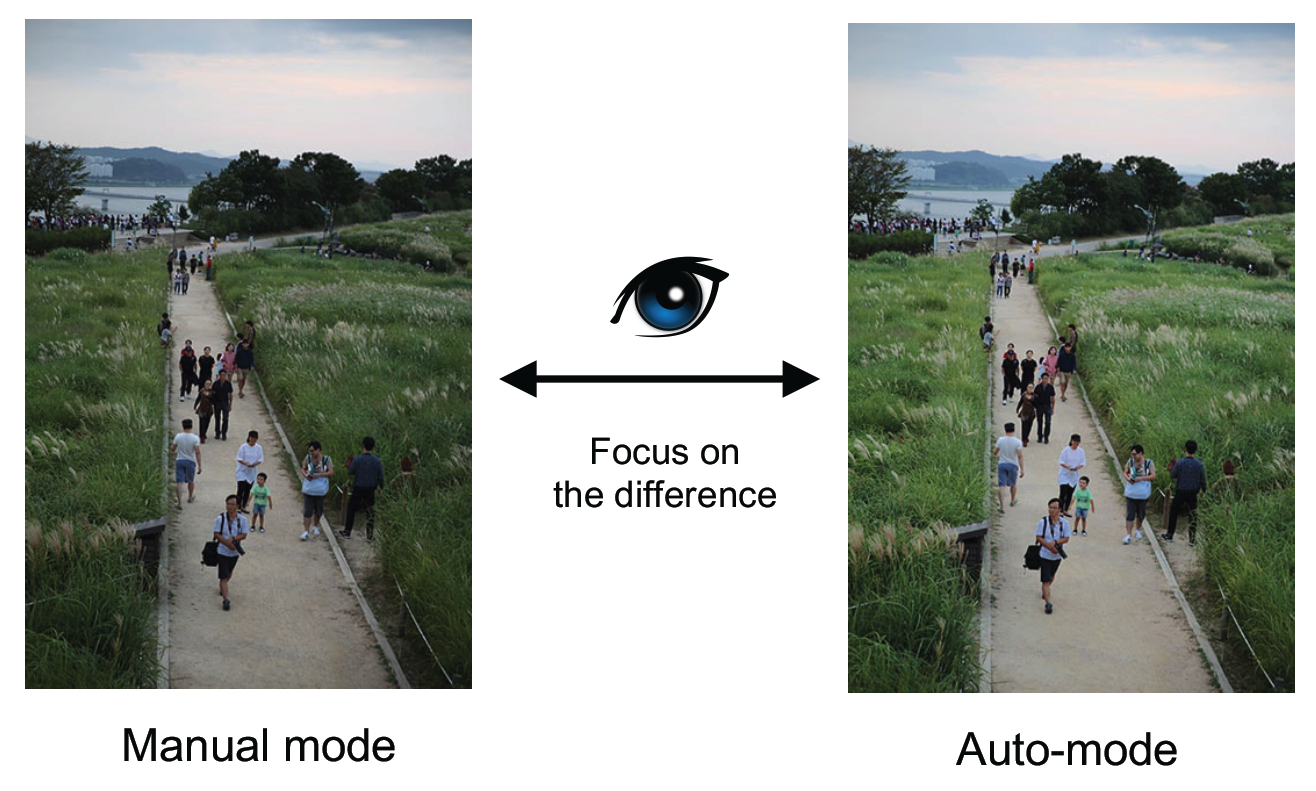 Focus on
the difference
Manual mode
Auto-mode